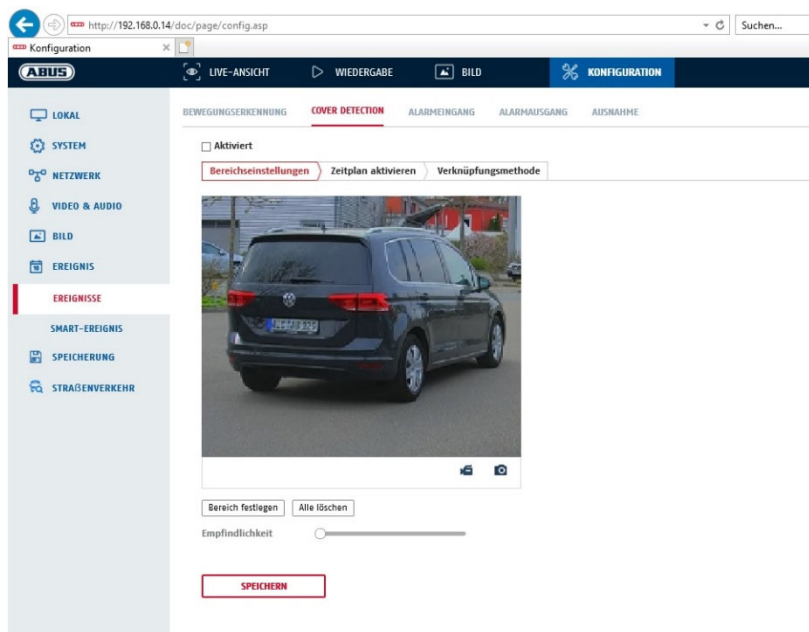 http://192.168.0.14/doc/page/config.asp
Suchen...
Konfiguration
ABUS
LIVE-ANSICHT
WIEDERGABE
BILD
KONFIGURATION
LOKAL
SYSTEM
NETZWERK
VIDEO & AUDIO
BILD
EREIGNIS
EREIGNISSE
SMART-EREIGNIS
SPEICHERUNG
STRAßENVERKEHR
BEWEGUNGSERKENNUNG
COVER DETECTION
ALARMEINGANG
ALARMAUSGANG
AUSNAHME
Aktiviert
Bereichseinstellungen
Zeitplan aktivieren
Verknüpfungsmethode
Bereich festlegen
Alle löschen
Empfindlichkeit
SPEICHERN